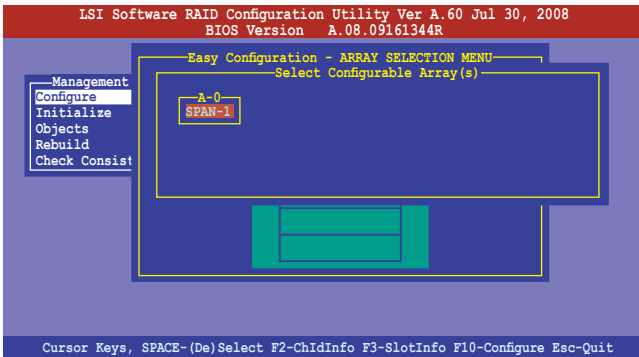 LSI Software RAID Configuration Utility Ver A.60 Jul 30, 2008
BIOS Version A.08.09161344R
Easy Configuration - ARRAY SELECTION MENU
Select Configurable Array(s)
Management
Configure
Initialize
Objects
Rebuild
Check Consist
A-0
SPAN-1
Cursor Keys, SPACE-(De)Select F2-ChIdInfo F3-SlotInfo F10-Configure Esc-Quit